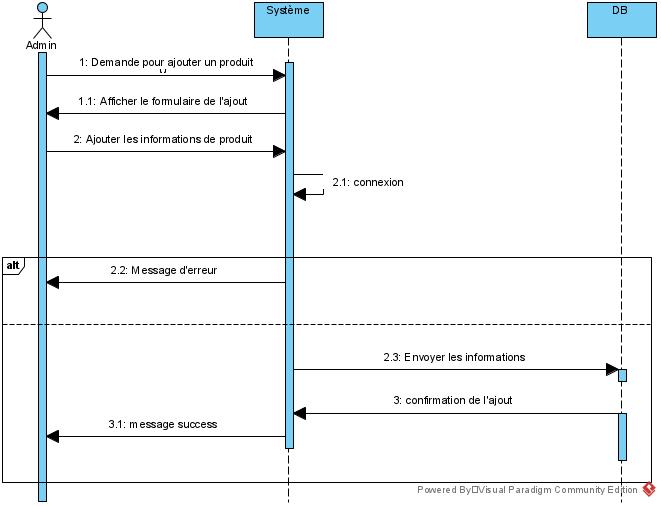 Système
DB
Admin
1: Demande pour ajouter un produit
()
1.1: Afficher le formulaire de l'ajout
2: Ajouter les informations de produit
2.1: connexion
alt
2.2: Message d'erreur
2.3: Envoyer les informations
3: confirmation de l'ajout
3.1: message success
Powered By Visual Paradigm Community Edition